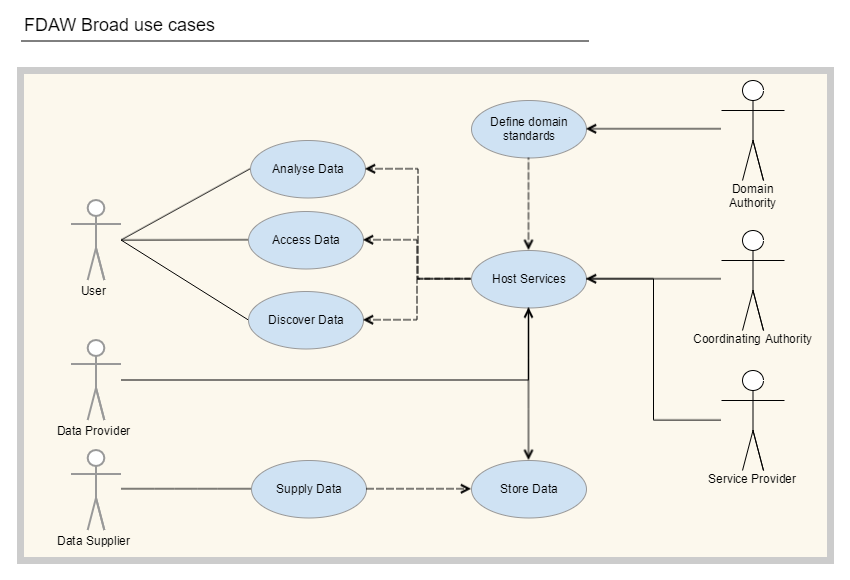 FDAW Broad use cases
Define domain
standards
Domain
Authority
Analyse Data
Access Data
User
Host Services
Discover Data
Coordinating Authority
Data Provider
Service Provider
Supply Data
Store Data
Data Supplier